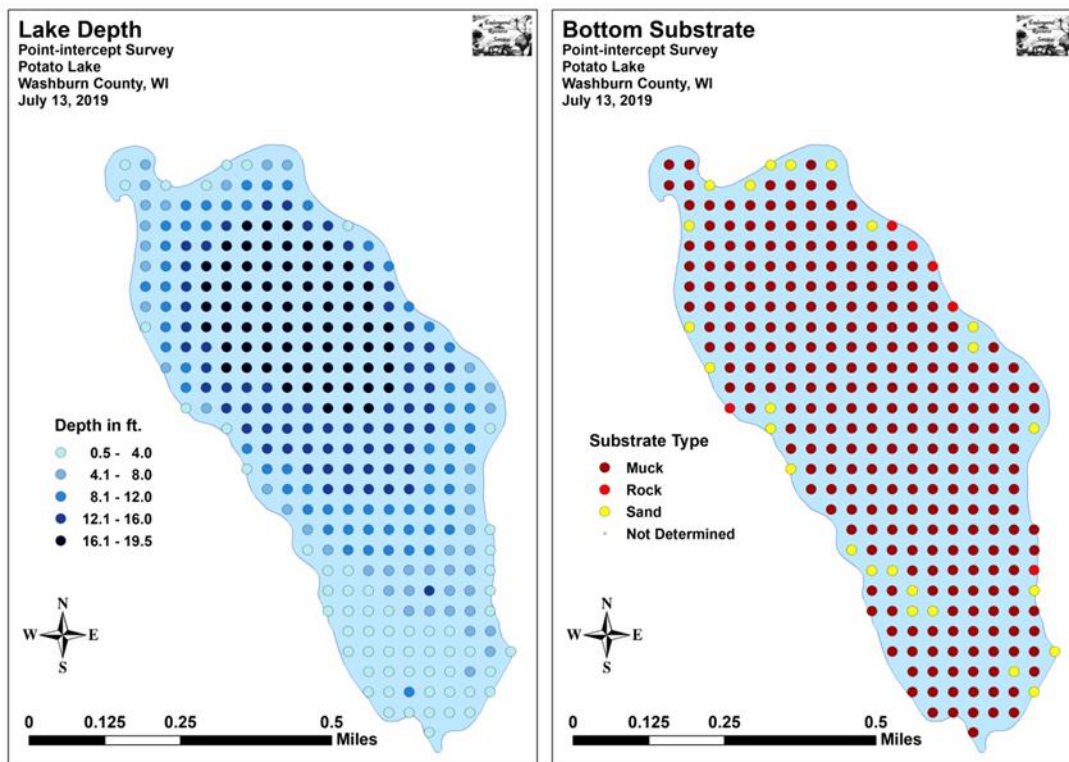 Lake Depth
Point-intercept Survey
Potato Lake
Washburn County, WI
July 13, 2019
Depth in ft.
0.5 - 4.0
4.1 - 8.0
8.1 - 12.0
12.1 - 16.0
16.1 - 19.5
N
W E
S
0 0.125 0.25 0.5
Miles
Bottom Substrate
Point-intercept Survey
Potato Lake
Washburn County, WI
July 13, 2019
Substrate Type
Muck
Rock
Sand
Not Determined
N
W E
S
0 0.125 0.25 0.5
Miles